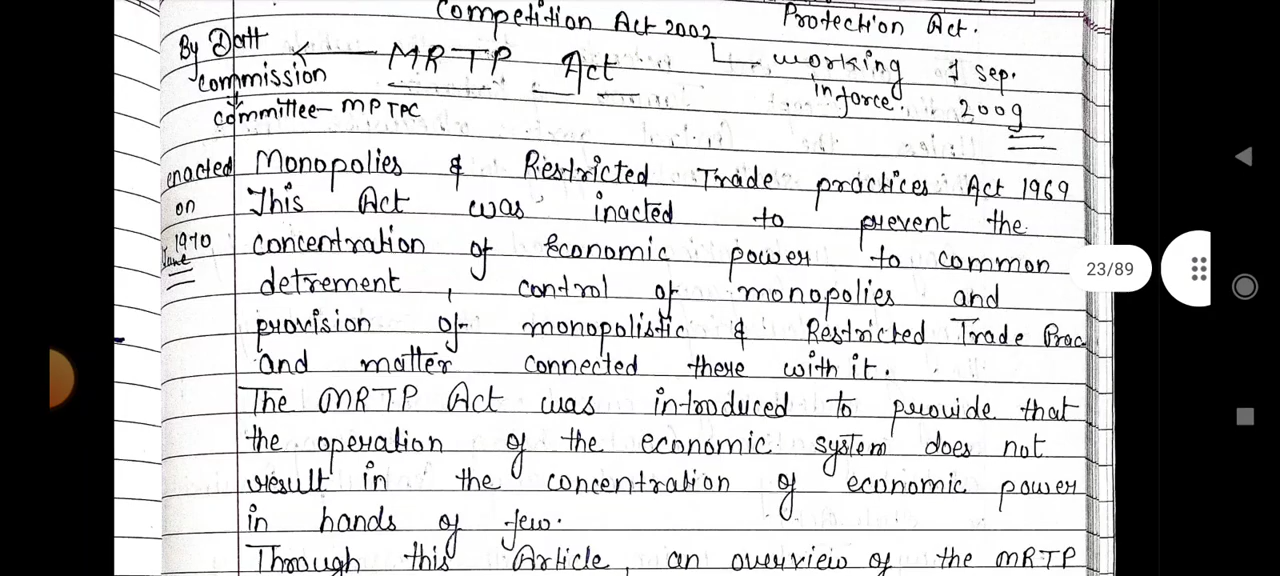 Competition Act 2002 Protection Act.
By Datt commission
committee- MPTPC
MRTP Act
working 1 sep.
in force. 2009
enacted on 1970 June
Monopolies & Restricted Trade practices Act 1969
This Act was inacted to prevent the
concentration of Economic power to common
detrement, control of monopolies and
provision of monopolistic & Restricted Trade Prac
and matter connected there with it.
The MRTP Act was introduced to provide that
the operation of the economic system does not
result in the concentration of economic power
in hands of few.
Through this Article, an overview of the MRTP
23/89